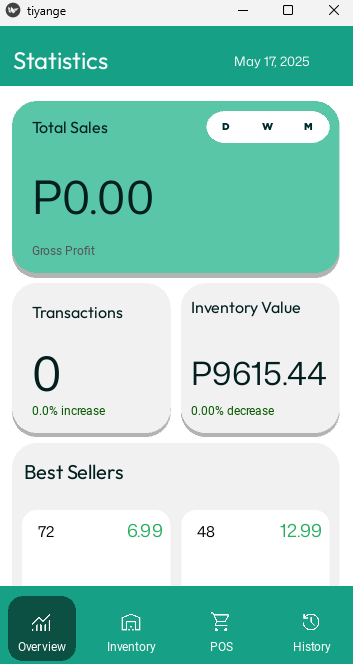 tiyange
Statistics
May 17, 2025
Total Sales
D W M
P0.00
Gross Profit
Transactions
0
0.0% increase
Inventory Value
P9615.44
0.00% decrease
Best Sellers
72 6.99
48 12.99
Overview Inventory POS History